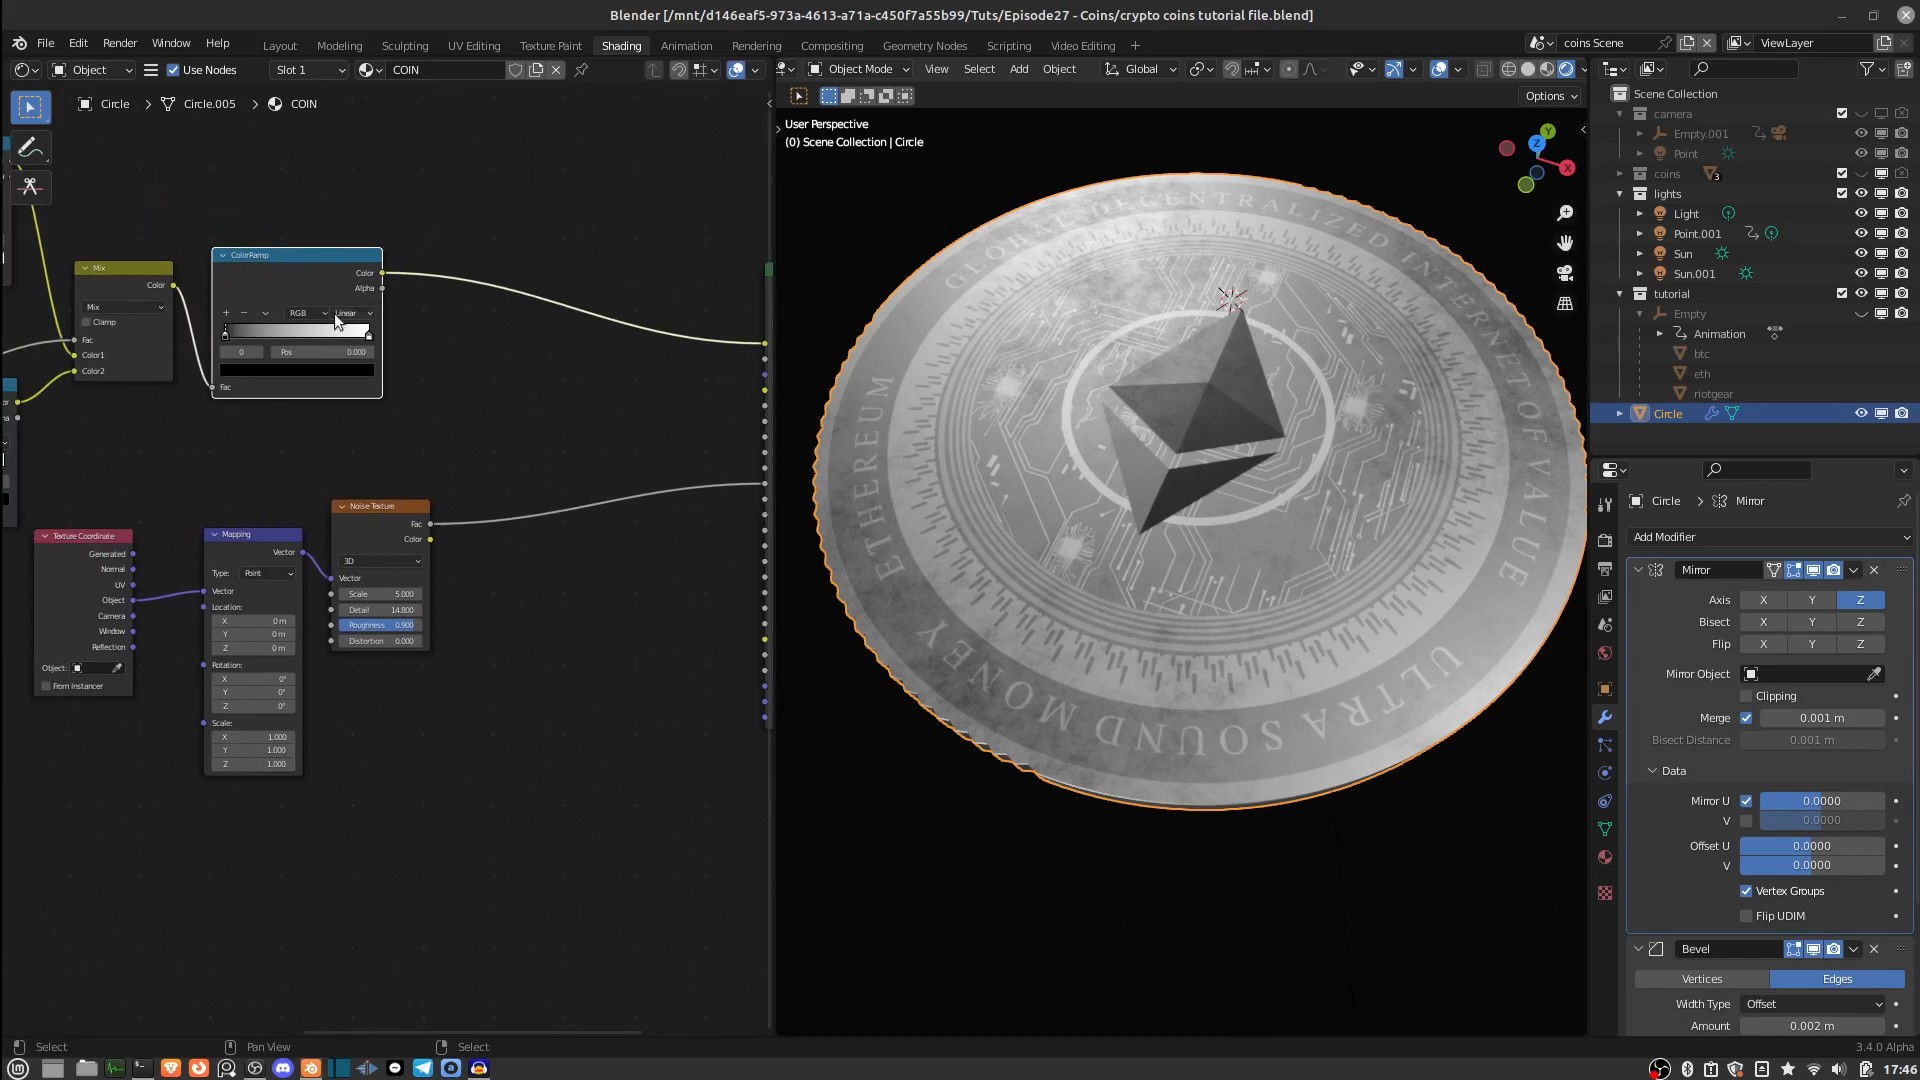 Blender [/mnt/d146eaf5-973a-4613-a71a-c450f7a55b99/Tuts/Episode27 - Coins/crypto coins tutorial file.blend]
File Edit Render Window Help
Layout Modeling Sculpting UV Editing Texture Paint Shading Animation Rendering Compositing Geometry Nodes Scripting Video Editing +
coins Scene
ViewLayer
Object
Use Nodes
Slot 1
COIN
Object Mode View Select Add Object
Global
Options
Circle > Circle.005 > COIN
User Perspective
(0) Scene Collection | Circle
Y
Z
X
Mix
Color
Mix
Clamp
Fac
Color1
Color2
ColorRamp
Color
Alpha
RGB
Linear
0
Pos 0.000
Fac
Texture Coordinate
Generated
Normal
UV
Object
Camera
Window
Reflection
Object:
From Instancer
Mapping
Vector
Type: Point
Vector
Location:
X 0 m
Y 0 m
Z 0 m
Rotation:
X 0°
Y 0°
Z 0°
Scale:
X 1.000
Y 1.000
Z 1.000
Noise Texture
Fac
Color
3D
Vector
Scale 5.000
Detail 14.800
Roughness 0.900
Distortion 0.000
GLOBAL DECENTRALIZED INTERNET OF VALUE
ETHEREUM
ULTRA SOUND MONEY
Scene Collection
camera
Empty.001
Point
coins
3
lights
Light
Point.001
Sun
Sun.001
tutorial
Empty
Animation
btc
eth
riotgear
Circle
Circle > Mirror
Add Modifier
Mirror
Axis X Y Z
Bisect X Y Z
Flip X Y Z
Mirror Object
Clipping
Merge 0.001 m
Bisect Distance 0.001 m
Data
Mirror U 0.0000
V 0.0000
Offset U 0.0000
V 0.0000
Vertex Groups
Flip UDIM
Bevel
Vertices Edges
Width Type Offset
Amount 0.002 m
Select
Pan View
Select
3.4.0 Alpha
17:46